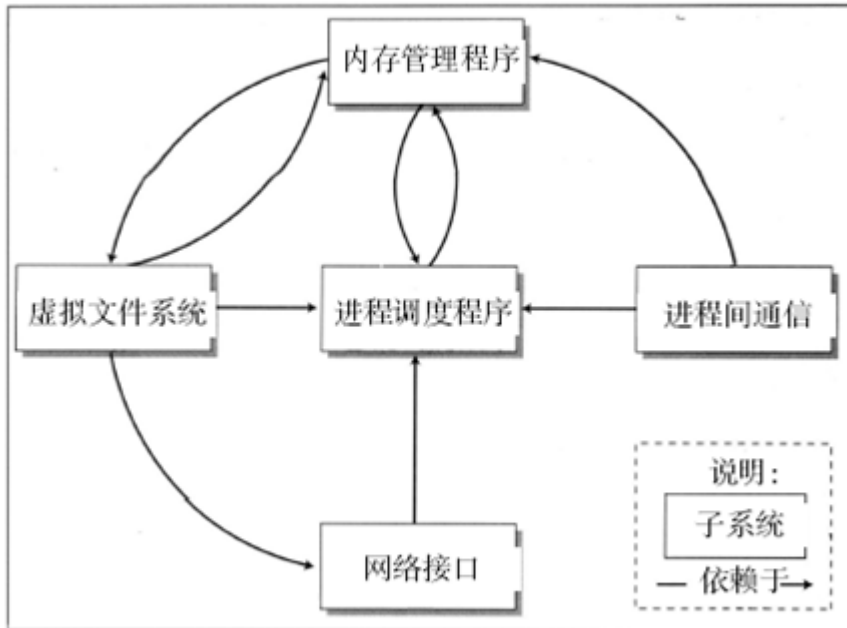 内存管理程序
虚拟文件系统
进程调度程序
进程间通信
网络接口
说明:
子系统
依赖于